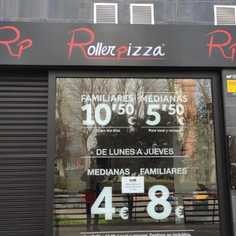 Rp Rollerpizza Rp
FAMILIARES MEDIANAS
10'50 € 5'50 €
DE LUNES A JUEVES
MEDIANAS FAMILIARES
4 € 8 €